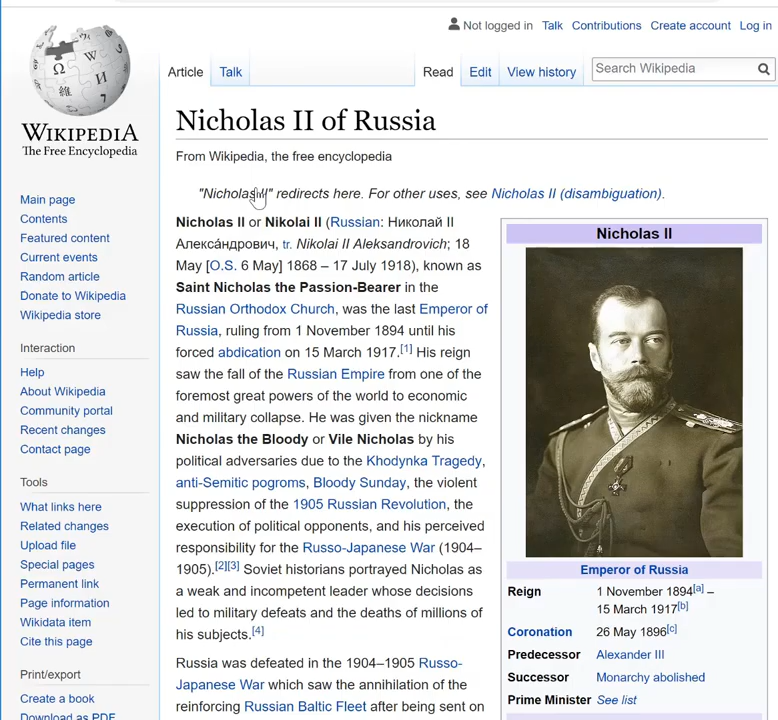 Not logged in Talk Contributions Create account Log in
Article Talk Read Edit View history Search Wikipedia
WIKIPEDIA
The Free Encyclopedia
Main page
Contents
Featured content
Current events
Random article
Donate to Wikipedia
Wikipedia store
Interaction
Help
About Wikipedia
Community portal
Recent changes
Contact page
Tools
What links here
Related changes
Upload file
Special pages
Permanent link
Page information
Wikidata item
Cite this page
Print/export
Create a book
Download as PDF
Nicholas II of Russia
From Wikipedia, the free encyclopedia
"Nicholas II" redirects here. For other uses, see Nicholas II (disambiguation).
Nicholas II or Nikolai II (Russian: Николай II
Алекса́ндрович, tr. Nikolai II Aleksandrovich; 18
May [O.S. 6 May] 1868 – 17 July 1918), known as
Saint Nicholas the Passion-Bearer in the
Russian Orthodox Church, was the last Emperor of
Russia, ruling from 1 November 1894 until his
forced abdication on 15 March 1917.[1] His reign
saw the fall of the Russian Empire from one of the
foremost great powers of the world to economic
and military collapse. He was given the nickname
Nicholas the Bloody or Vile Nicholas by his
political adversaries due to the Khodynka Tragedy,
anti-Semitic pogroms, Bloody Sunday, the violent
suppression of the 1905 Russian Revolution, the
execution of political opponents, and his perceived
responsibility for the Russo-Japanese War (1904–
1905).[2][3] Soviet historians portrayed Nicholas as
a weak and incompetent leader whose decisions
led to military defeats and the deaths of millions of
his subjects.[4]
Russia was defeated in the 1904–1905 Russo-
Japanese War which saw the annihilation of the
reinforcing Russian Baltic Fleet after being sent on
Nicholas II
Emperor of Russia
Reign 1 November 1894[a] –
15 March 1917[b]
Coronation 26 May 1896[c]
Predecessor Alexander III
Successor Monarchy abolished
Prime Minister See list